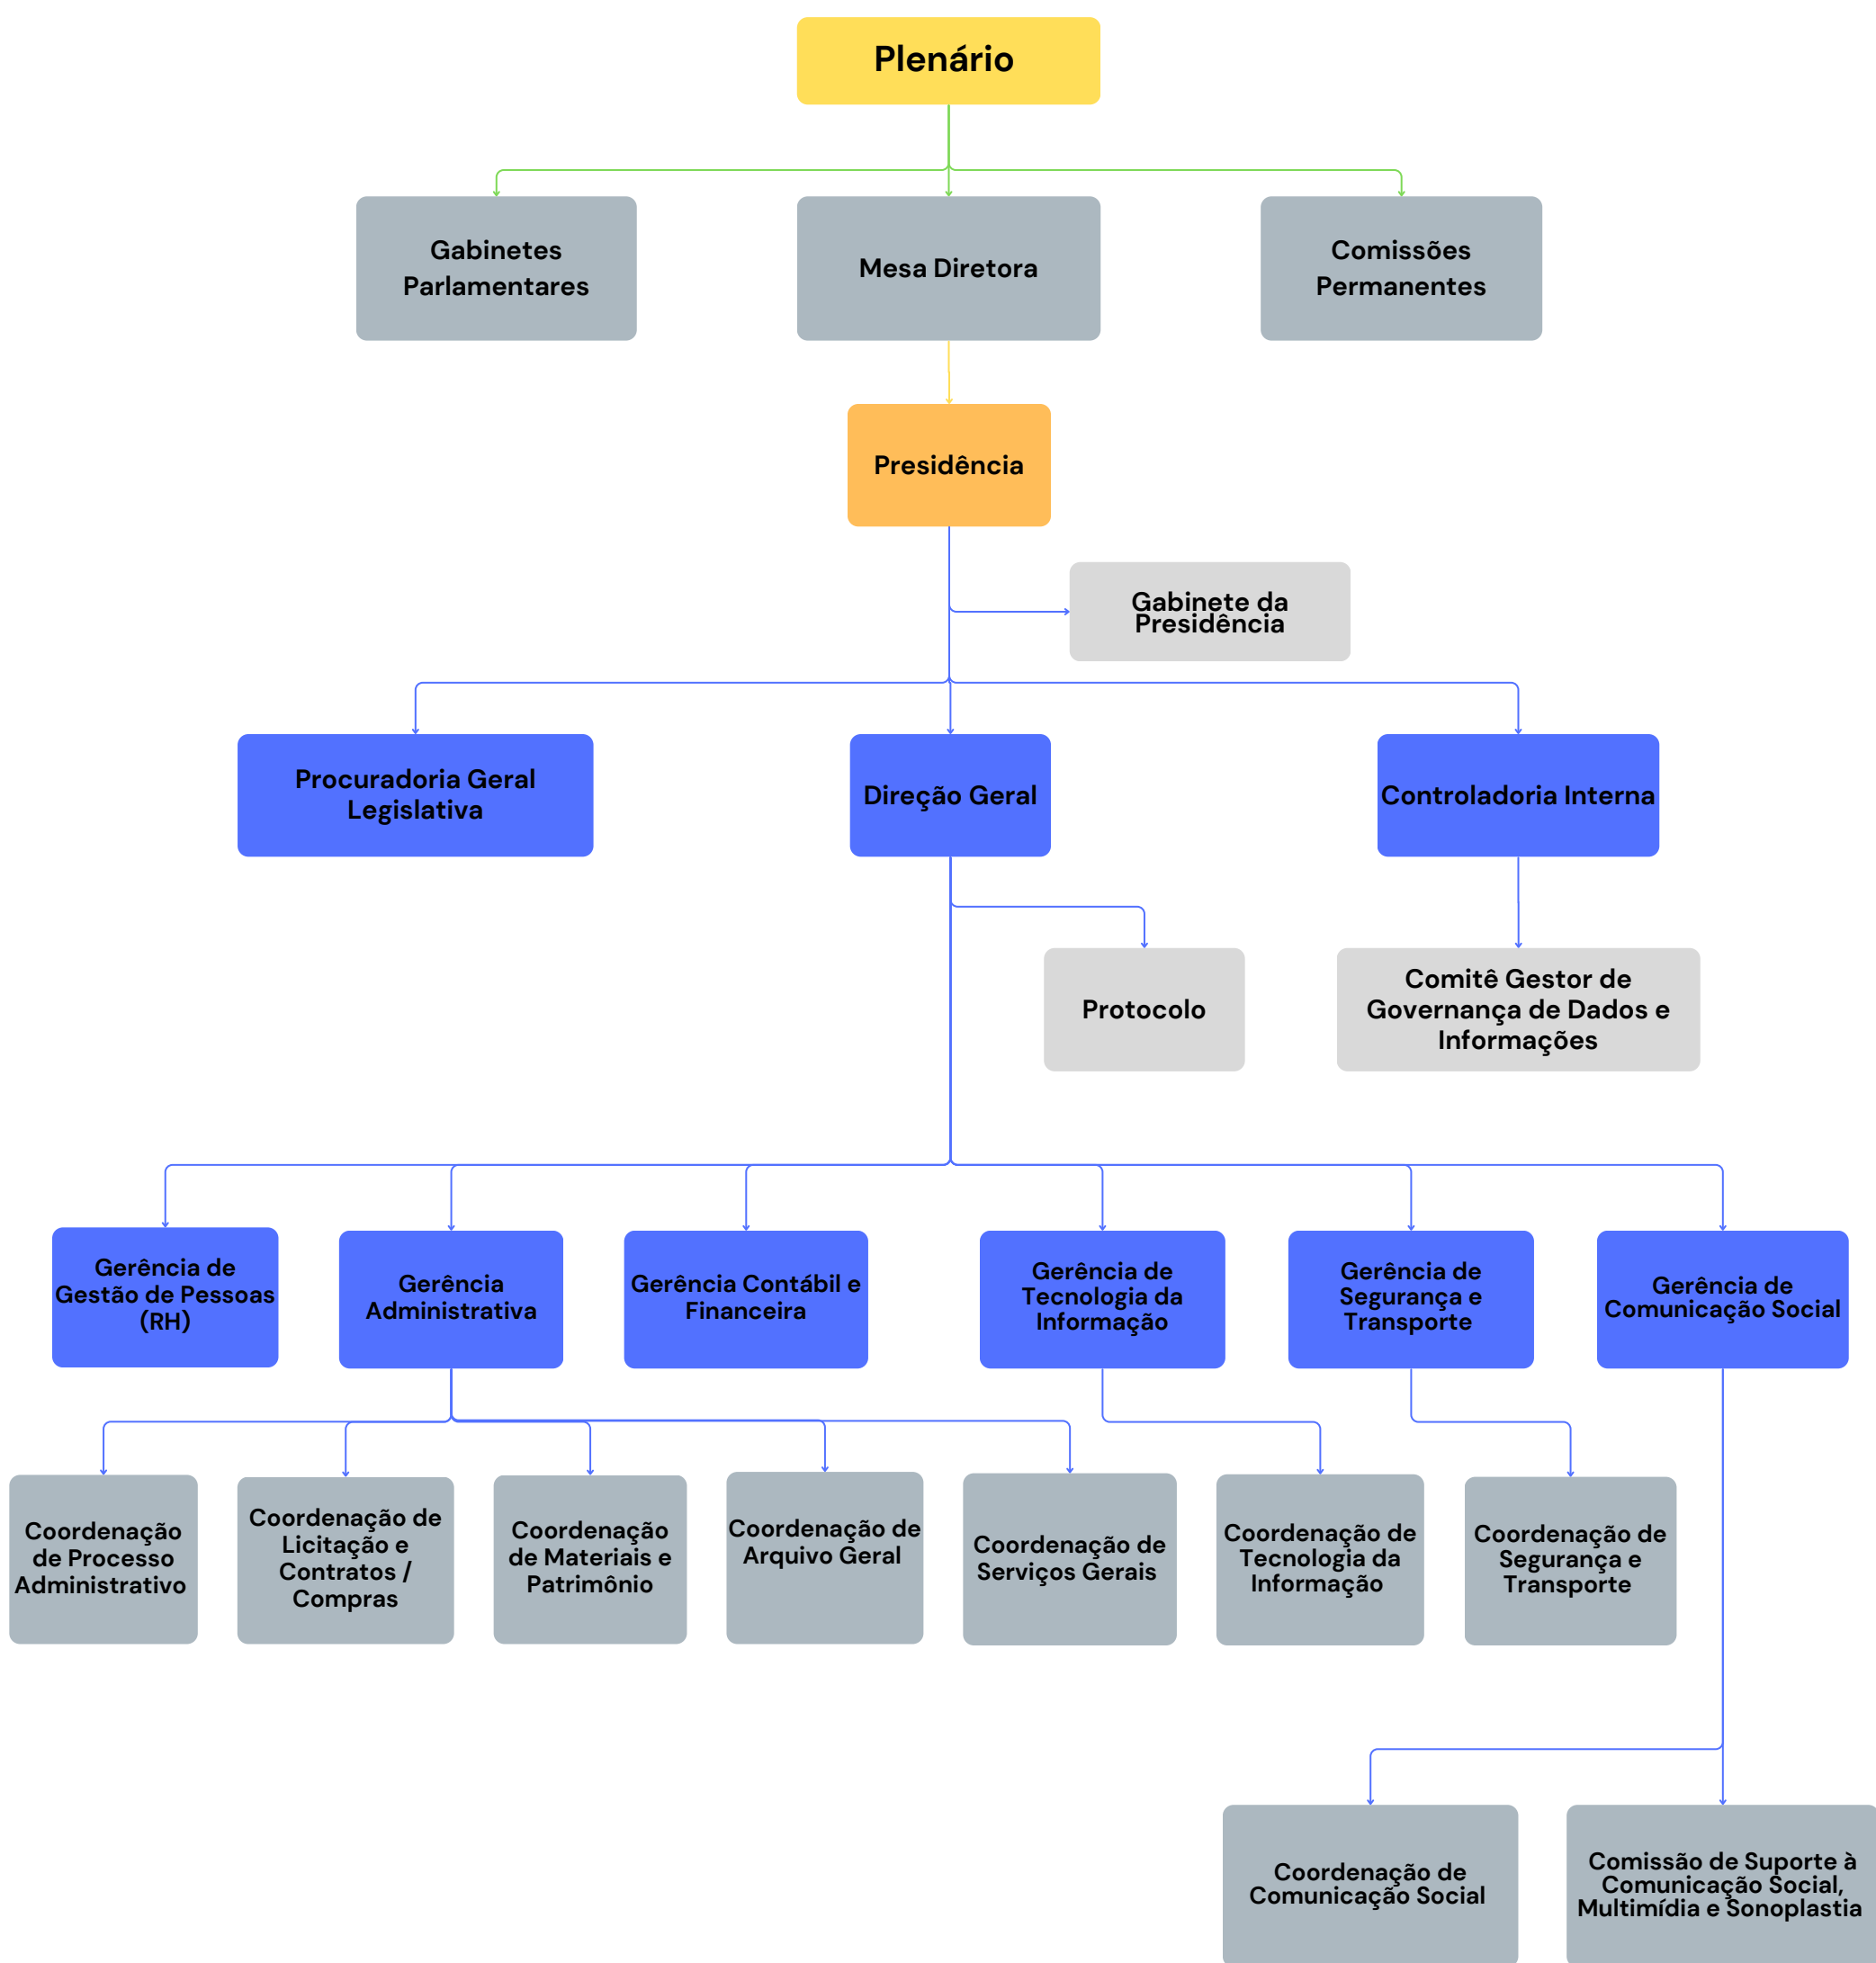 Plenário
Gabinetes
Parlamentares
Mesa Diretora
Comissões
Permanentes
Presidência
Gabinete da
Presidência
Procuradoria Geral
Legislativa
Direção Geral
Controladoria Interna
Protocolo
Comitê Gestor de
Governança de Dados e
Informações
Gerência de
Gestão de Pessoas
(RH)
Gerência
Administrativa
Gerência Contábil e
Financeira
Gerência de
Tecnologia da
Informação
Gerência de
Segurança e
Transporte
Gerência de
Comunicação Social
Coordenação
de Processo
Administrativo
Coordenação de
Licitação e
Contratos /
Compras
Coordenação
de Materiais e
Patrimônio
Coordenação de
Arquivo Geral
Coordenação de
Serviços Gerais
Coordenação de
Tecnologia da
Informação
Coordenação de
Segurança e
Transporte
Coordenação de
Comunicação Social
Comissão de Suporte à
Comunicação Social,
Multimídia e Sonoplastia